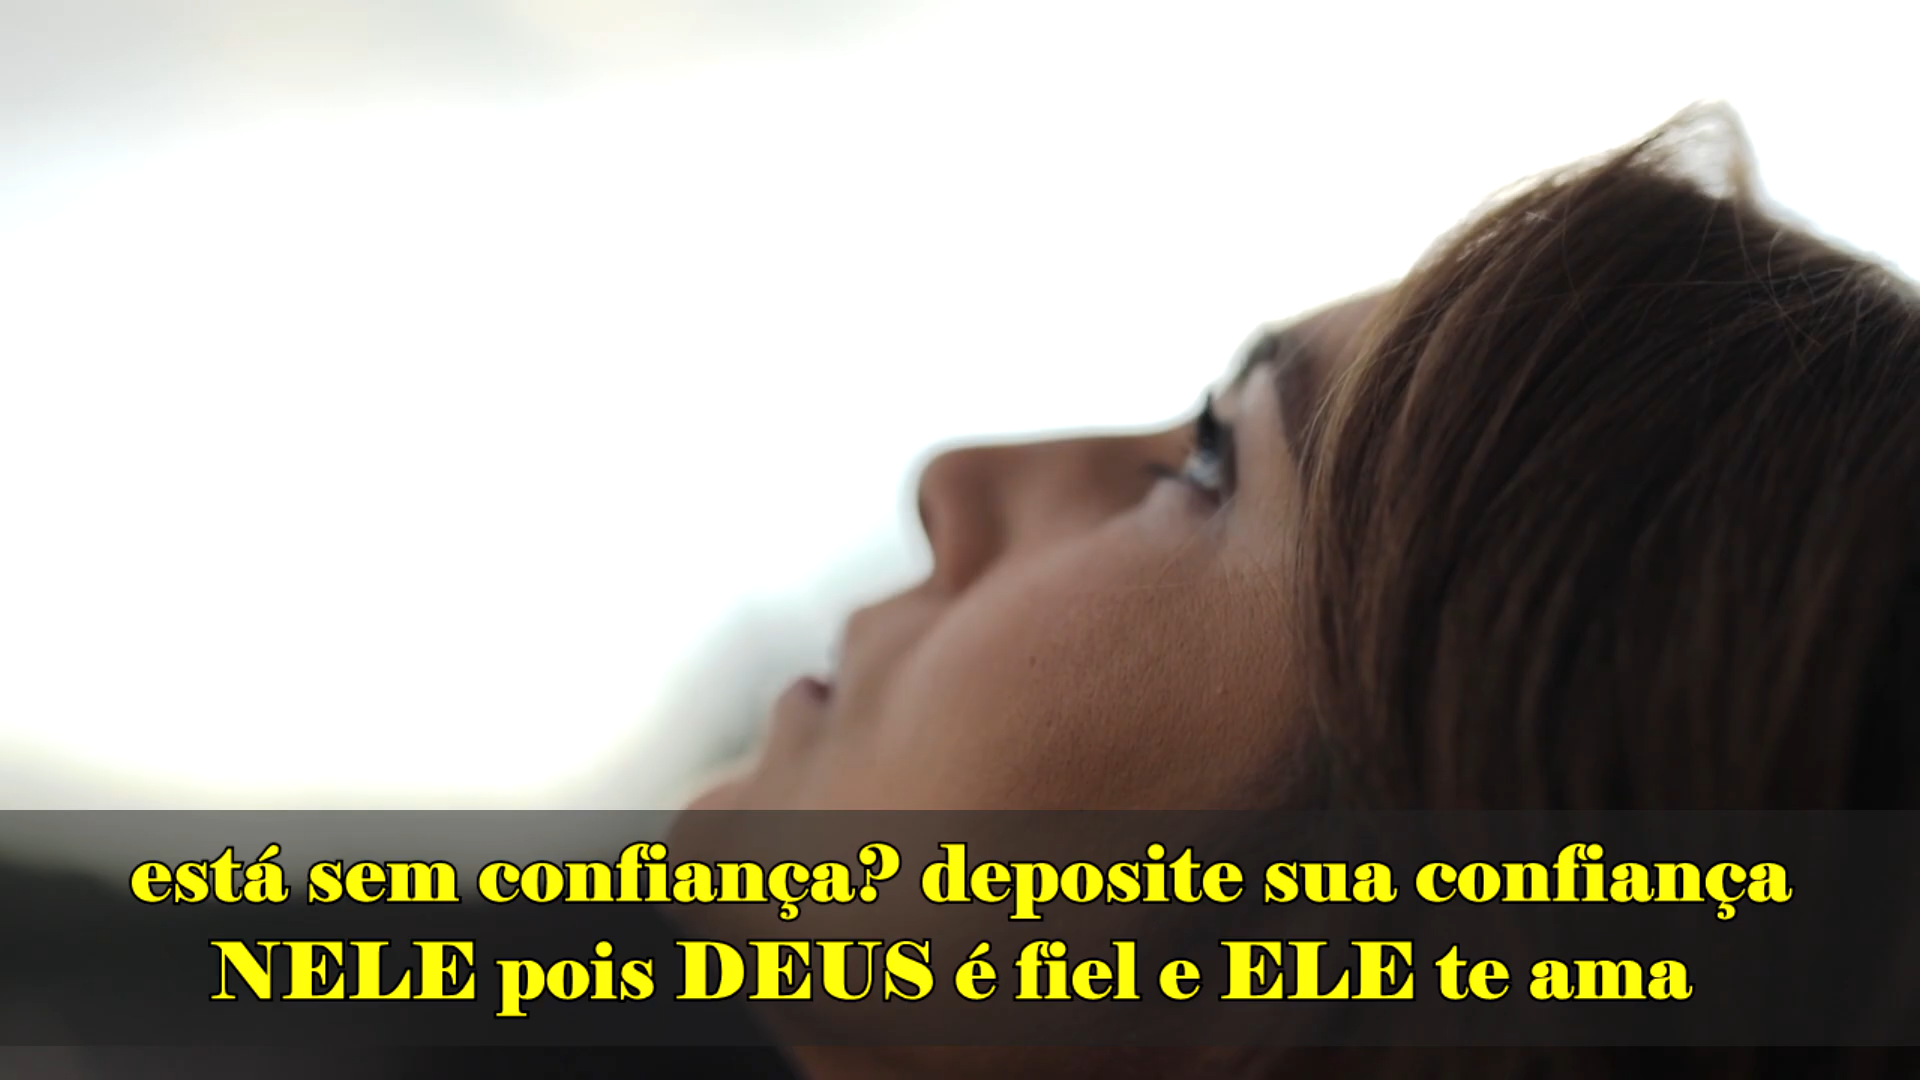 está sem confiança? deposite sua confiança
NELE pois DEUS é fiel e ELE te ama